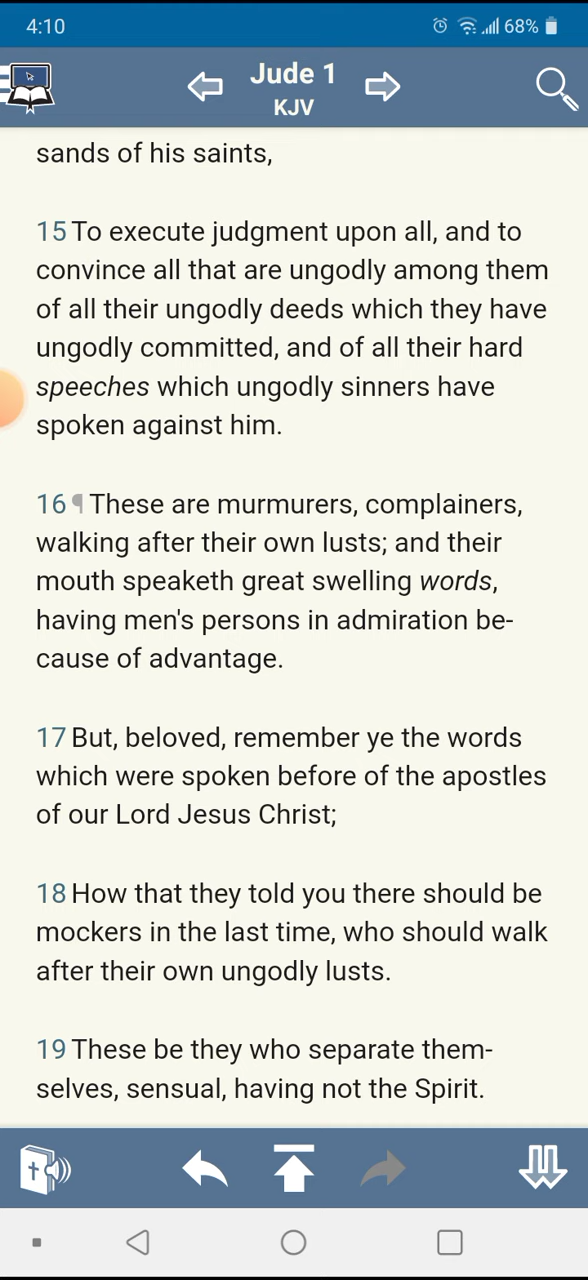 4:10
68%
Jude 1
KJV
sands of his saints,
15 To execute judgment upon all, and to
convince all that are ungodly among them
of all their ungodly deeds which they have
ungodly committed, and of all their hard
speeches which ungodly sinners have
spoken against him.
16 ¶ These are murmurers, complainers,
walking after their own lusts; and their
mouth speaketh great swelling words,
having men's persons in admiration be-
cause of advantage.
17 But, beloved, remember ye the words
which were spoken before of the apostles
of our Lord Jesus Christ;
18 How that they told you there should be
mockers in the last time, who should walk
after their own ungodly lusts.
19 These be they who separate them-
selves, sensual, having not the Spirit.